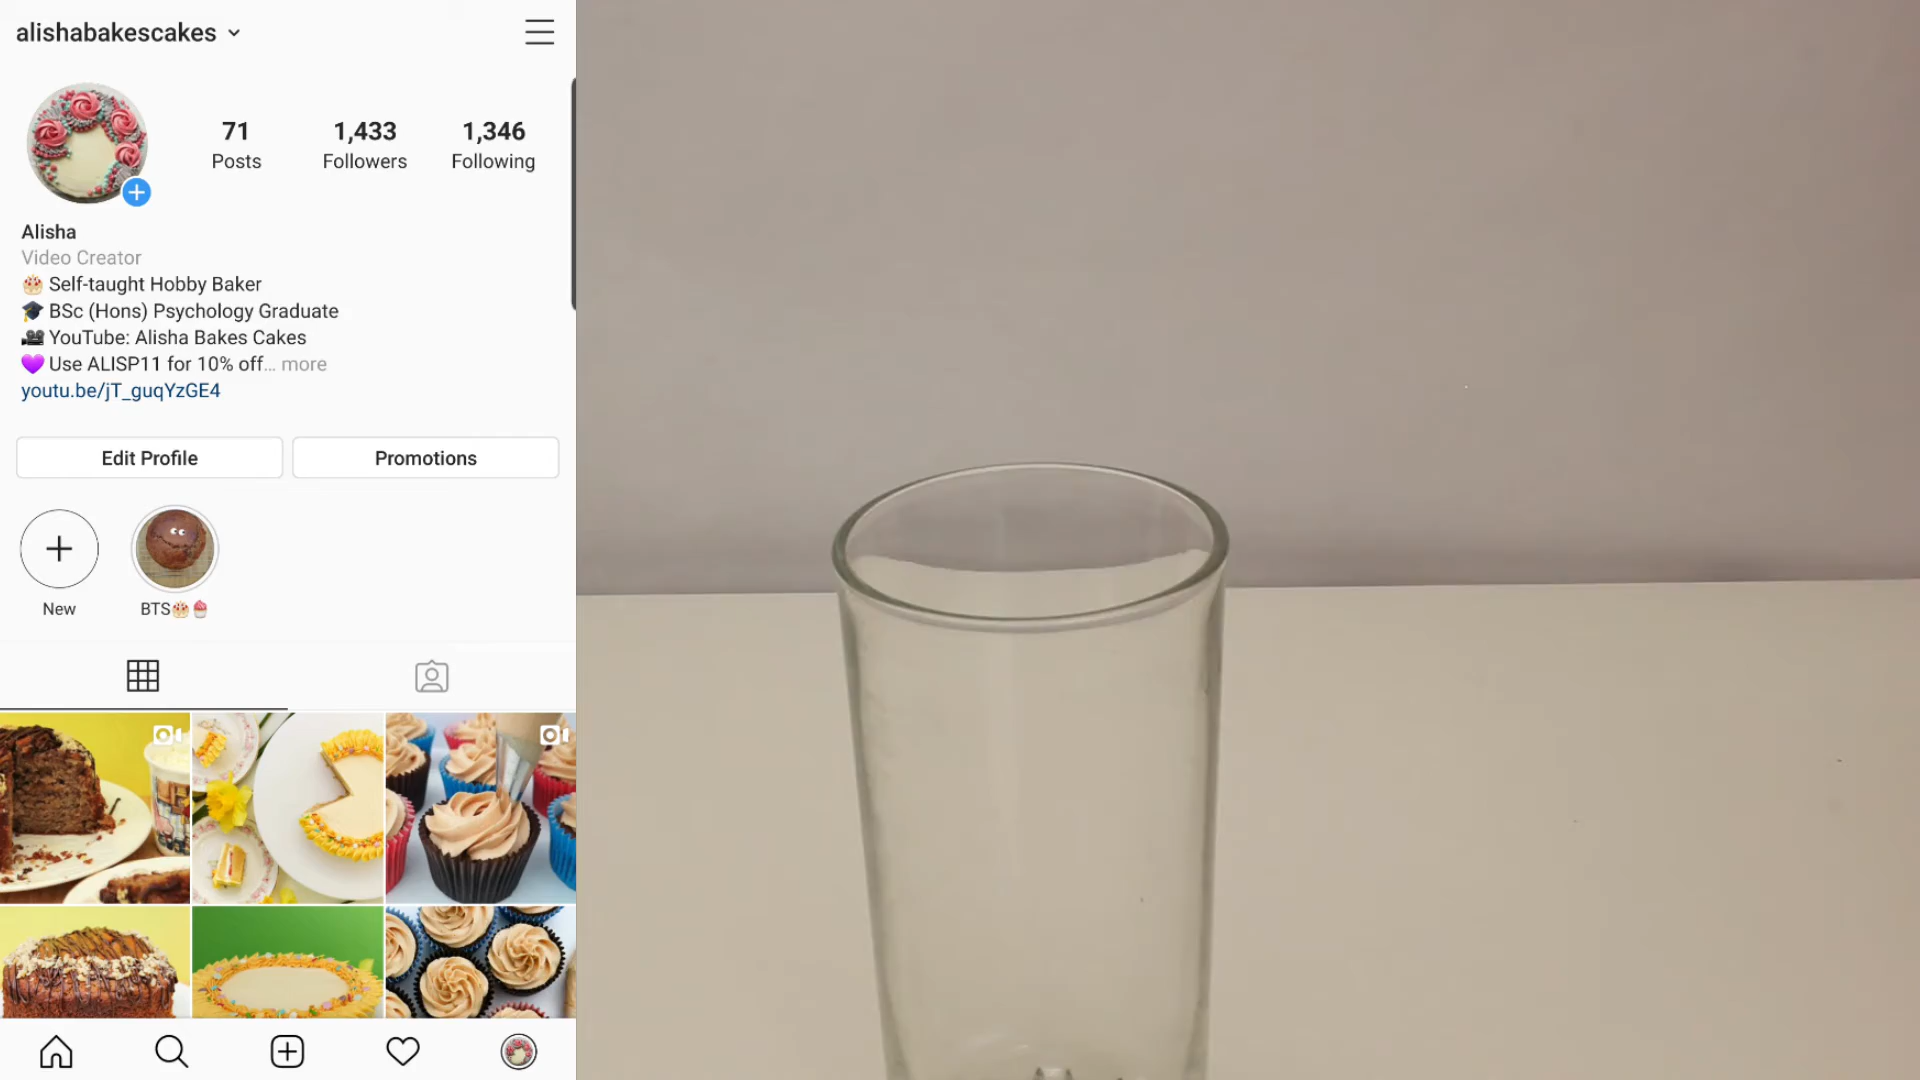 alishabakescakes
71
Posts
1,433
Followers
1,346
Following
Alisha
Video Creator
🎂 Self-taught Hobby Baker
🎓 BSc (Hons) Psychology Graduate
🎥 YouTube: Alisha Bakes Cakes
💜 Use ALISP11 for 10% off... more
youtu.be/jT_guqYzGE4
Edit Profile
Promotions
New
BTS🎂🧁